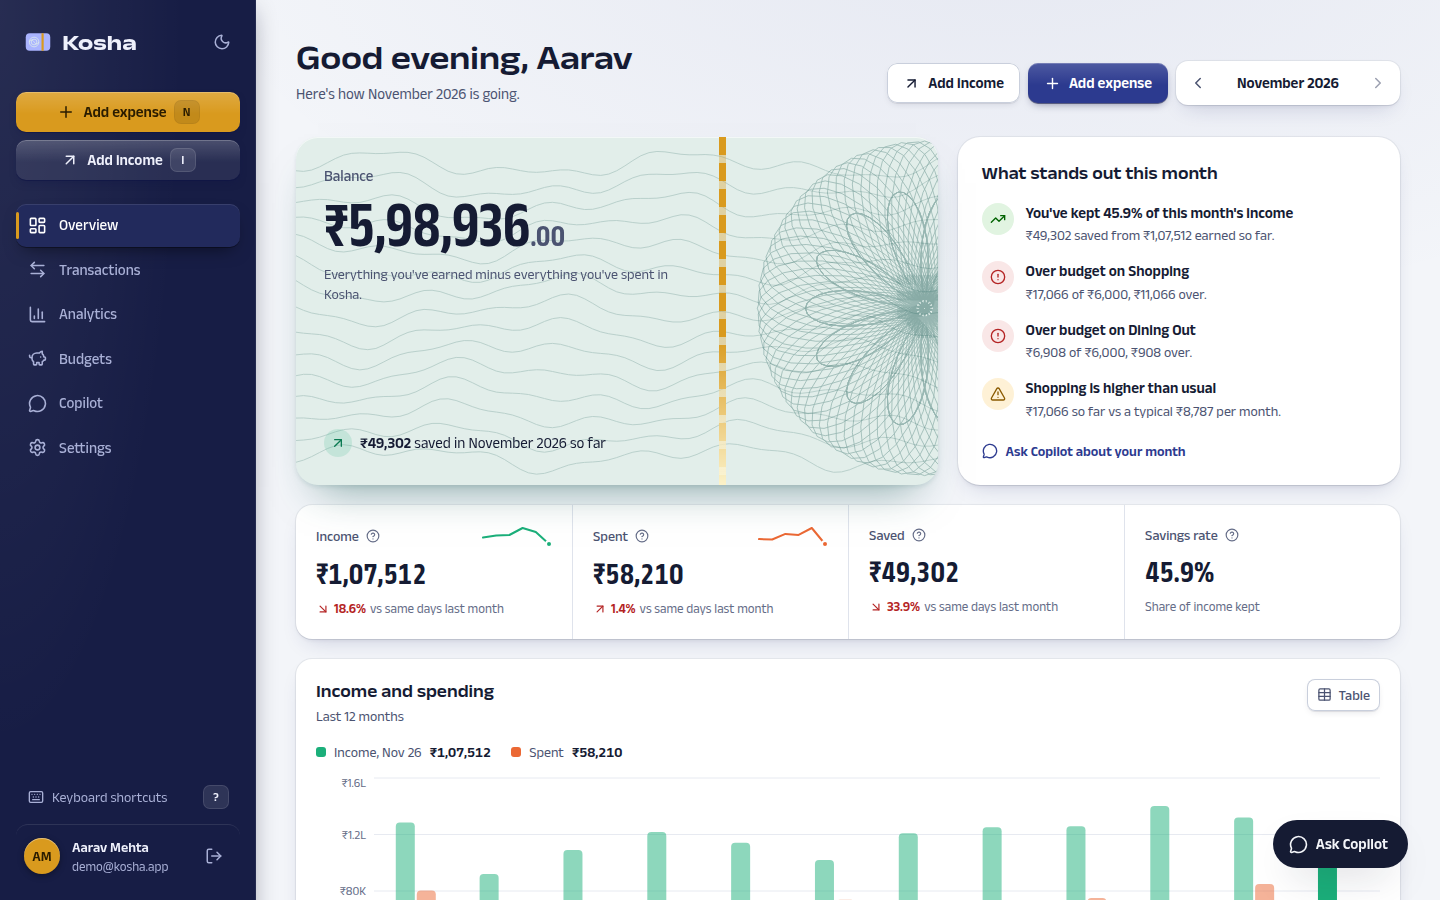 Kosha
Add expense N
Add income I
Overview
Transactions
Analytics
Budgets
Copilot
Settings
Keyboard shortcuts ?
AM
Aarav Mehta
demo@kosha.app
Good evening, Aarav
Here's how November 2026 is going.
Add income
Add expense
November 2026
Balance
₹5,98,936.00
Everything you've earned minus everything you've spent in
Kosha.
₹49,302 saved in November 2026 so far
What stands out this month
You've kept 45.9% of this month's income
₹49,302 saved from ₹1,07,512 earned so far.
Over budget on Shopping
₹17,066 of ₹6,000, ₹11,066 over.
Over budget on Dining Out
₹6,908 of ₹6,000, ₹908 over.
Shopping is higher than usual
₹17,066 so far vs a typical ₹8,787 per month.
Ask Copilot about your month
Income
₹1,07,512
18.6% vs same days last month
Spent
₹58,210
1.4% vs same days last month
Saved
₹49,302
33.9% vs same days last month
Savings rate
45.9%
Share of income kept
Income and spending
Last 12 months
Table
Income, Nov 26 ₹1,07,512 Spent ₹58,210
₹1.6L
₹1.2L
₹80K
Ask Copilot